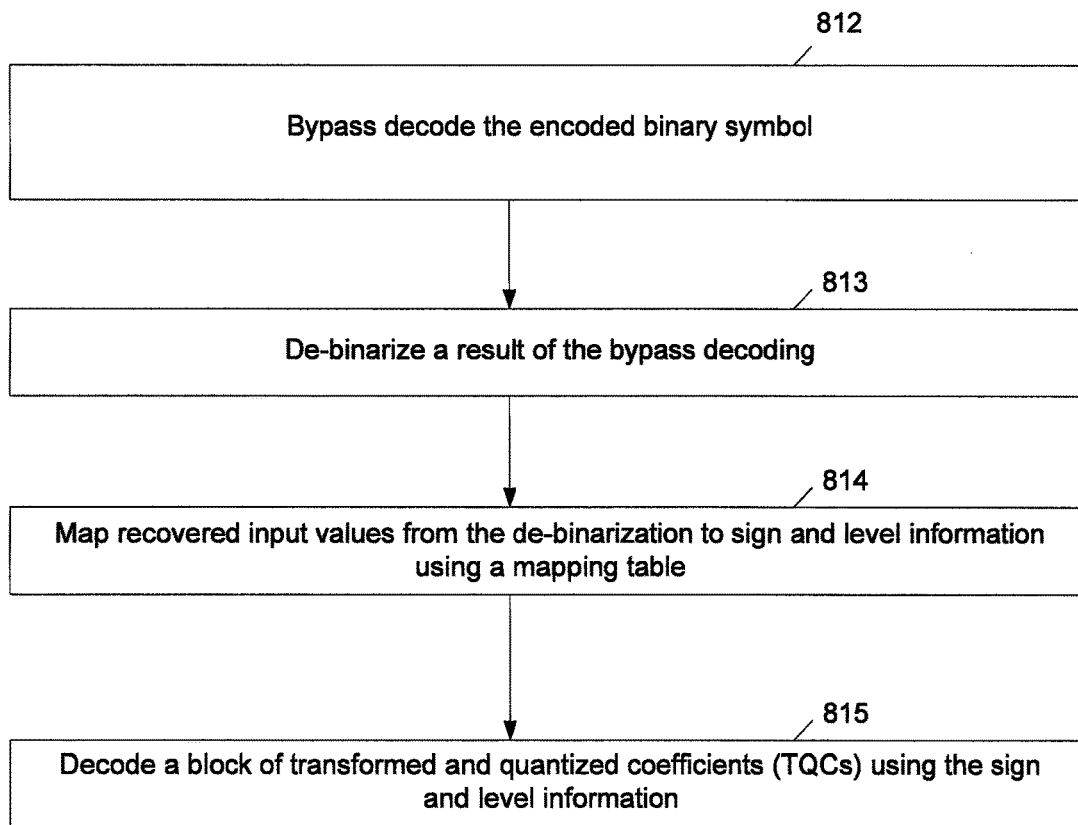 812
Bypass decode the encoded binary symbol
813
De-binarize a result of the bypass decoding
814
Map recovered input values from the de-binarization to sign and level information
using a mapping table
815
Decode a block of transformed and quantized coefficients (TQCs) using the sign
and level information